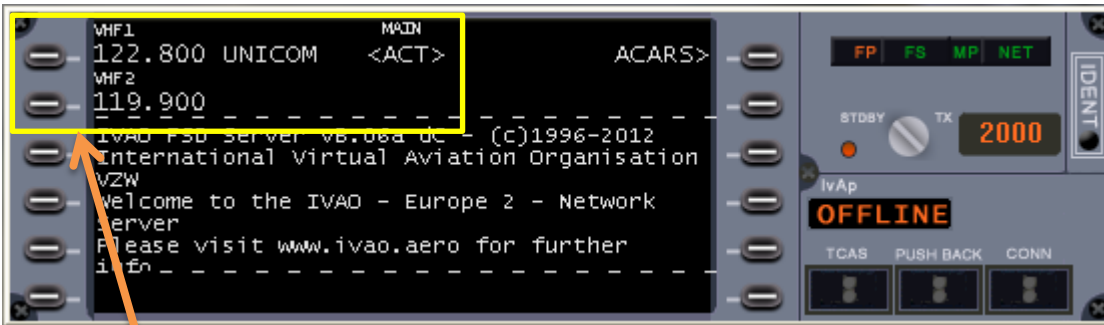 VHF1 MAIN
122.800 UNICOM <ACT> ACARS>
VHF2
119.900
IVAO FSD Server VB.06a dC - (c)1996-2012
International Virtual Aviation Organisation
VZW
Welcome to the IVAO - Europe 2 - Network
Server
Please visit www.ivao.aero for further
info
FP FS MP NET
IDENT
STDBY TX 2000
IvAp
OFFLINE
TCAS PUSH BACK CONN